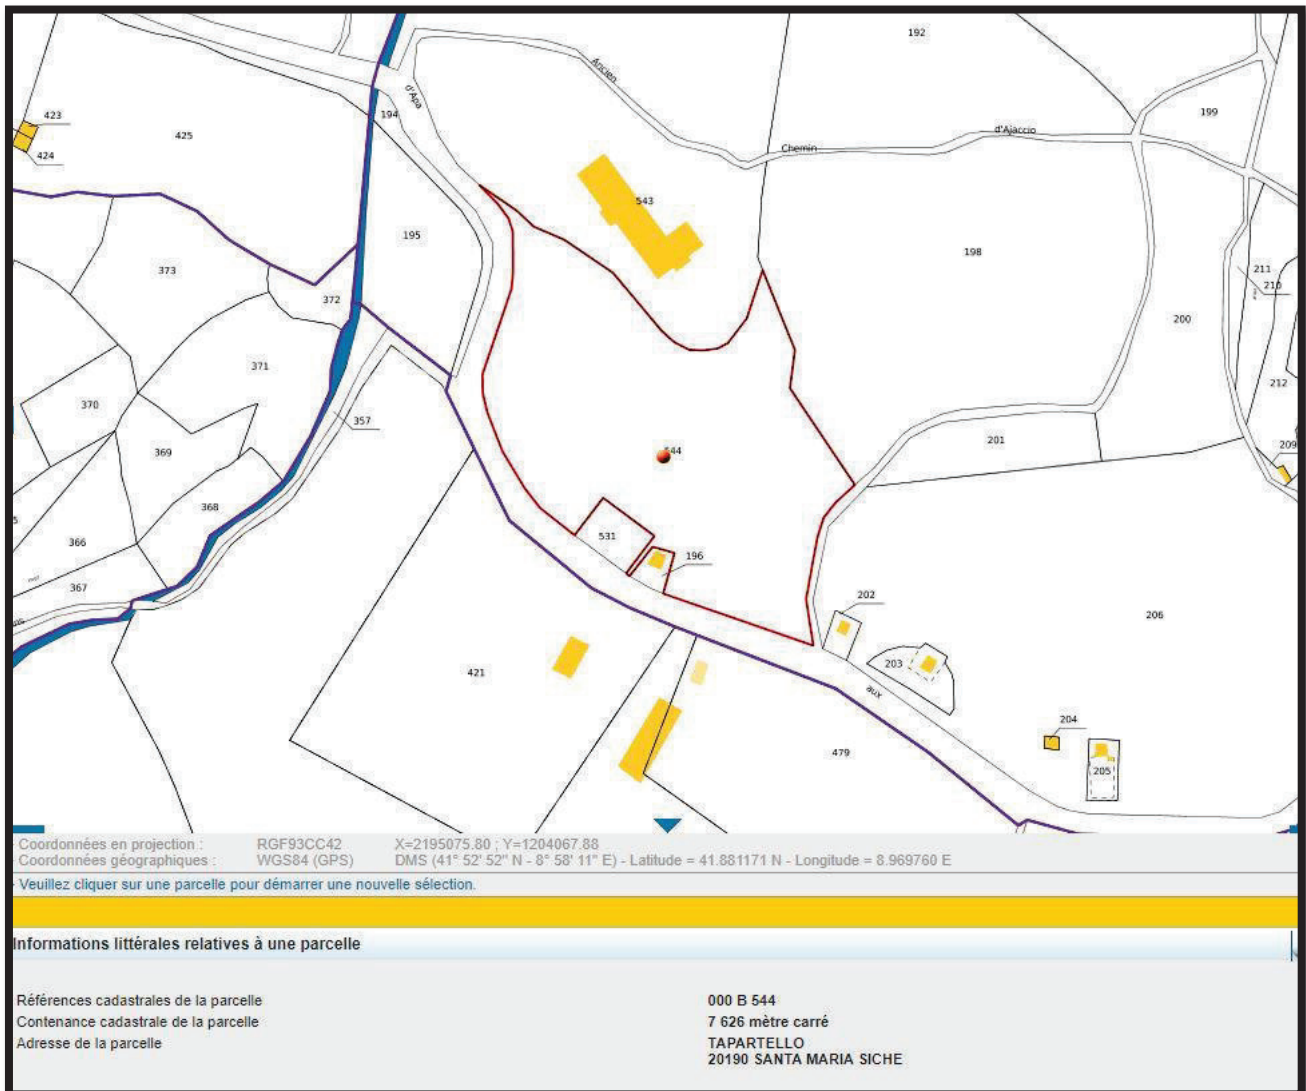 192
Ancien
d'Apa
423
194
199
425
d'Ajaccio
424
Chemin
543
195
198
211
373
210
372
200
371
212
370
357
201
209
369
368
531
366
196
367
202
206
203
421
aux
204
479
205
Coordonnées en projection : RGF93CC42 X=2195075.80 ; Y=1204067.88
Coordonnées géographiques : WGS84 (GPS) DMS (41° 52' 52" N - 8° 58' 11" E) - Latitude = 41.881171 N - Longitude = 8.969760 E
Veuillez cliquer sur une parcelle pour démarrer une nouvelle sélection.
Informations littérales relatives à une parcelle
Références cadastrales de la parcelle 000 B 544
Contenance cadastrale de la parcelle 7 626 mètre carré
Adresse de la parcelle TAPARTELLO
20190 SANTA MARIA SICHE